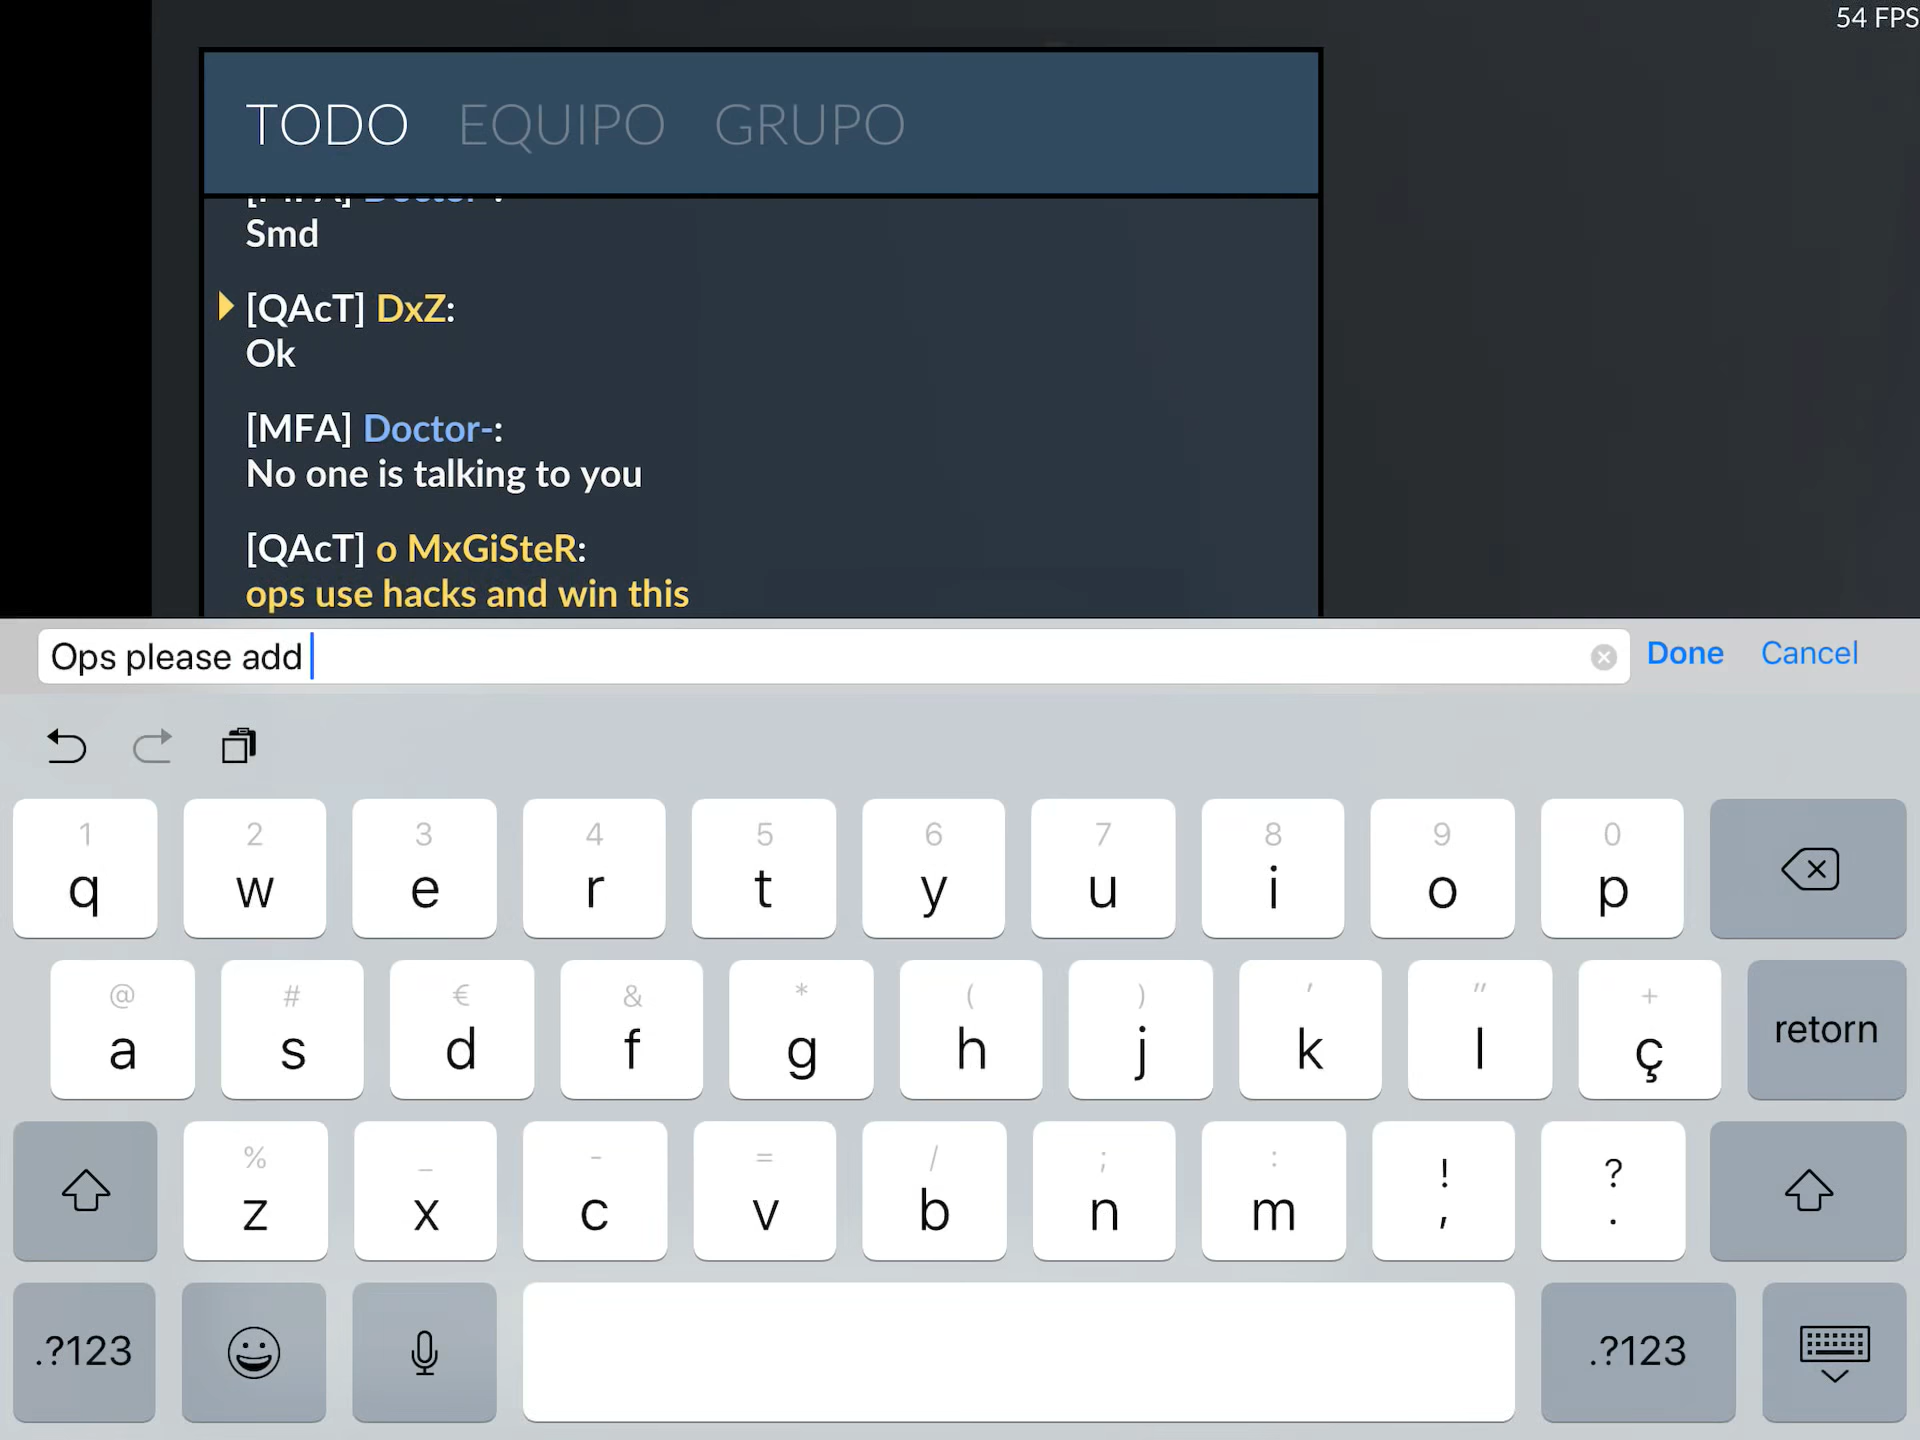 54 FPS
TODO EQUIPO GRUPO
[MFA] Doctor-:
Smd
[QAcT] DxZ:
Ok
[MFA] Doctor-:
No one is talking to you
[QAcT] o MxGiSteR:
ops use hacks and win this
Ops please add
Done Cancel
1 2 3 4 5 6 7 8 9 0
q w e r t y u i o p
@ # € & * ( ) ' " +
a s d f g h j k l ç retorn
% _ - = / ; : ! ?
z x c v b n m , .
.?123 .?123